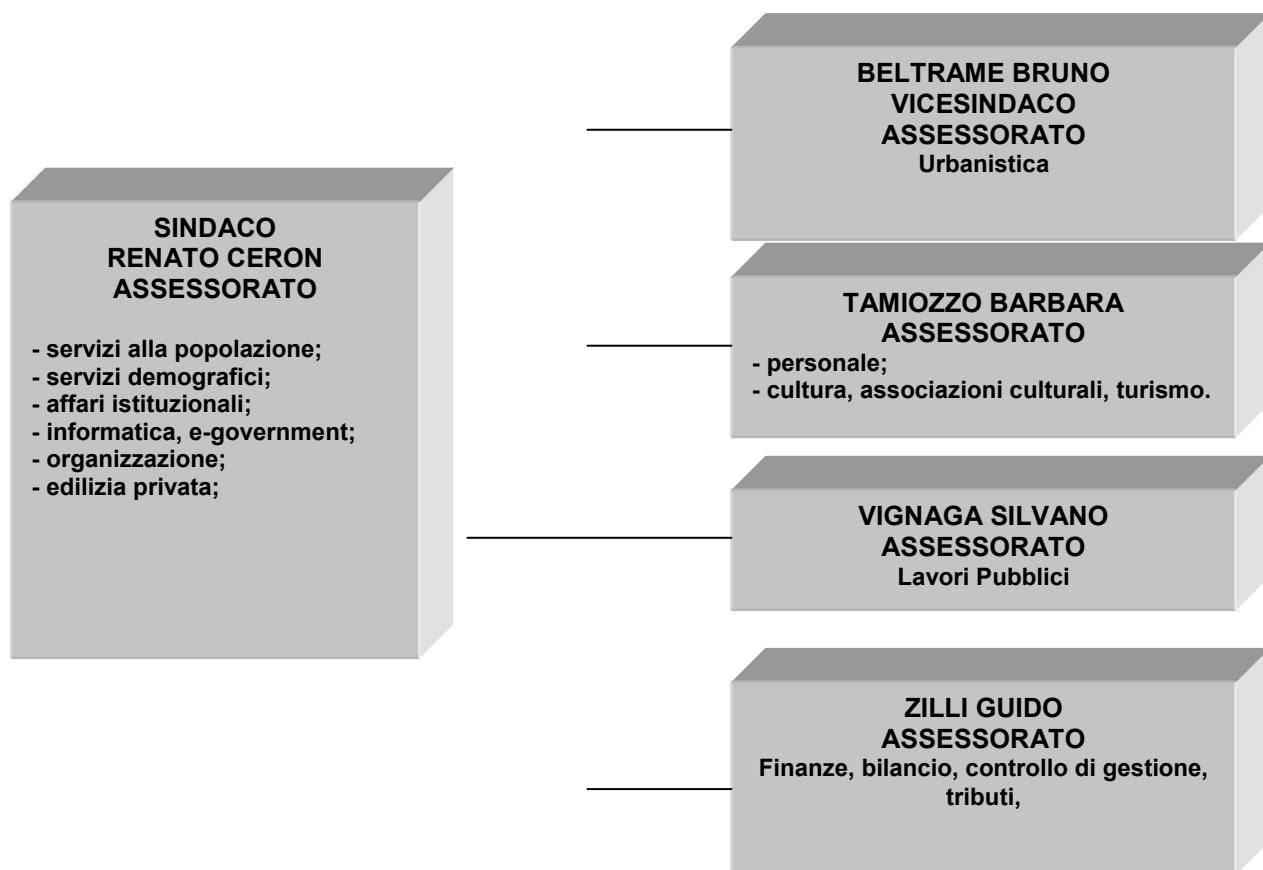 SINDACO
RENATO CERON
ASSESSORATO
- servizi alla popolazione;
- servizi demografici;
- affari istituzionali;
- informatica, e-government;
- organizzazione;
- edilizia privata;
BELTRAME BRUNO
VICESINDACO
ASSESSORATO
Urbanistica
TAMIOZZO BARBARA
ASSESSORATO
- personale;
- cultura, associazioni culturali, turismo.
VIGNAGA SILVANO
ASSESSORATO
Lavori Pubblici
ZILLI GUIDO
ASSESSORATO
Finanze, bilancio, controllo di gestione,
tributi,